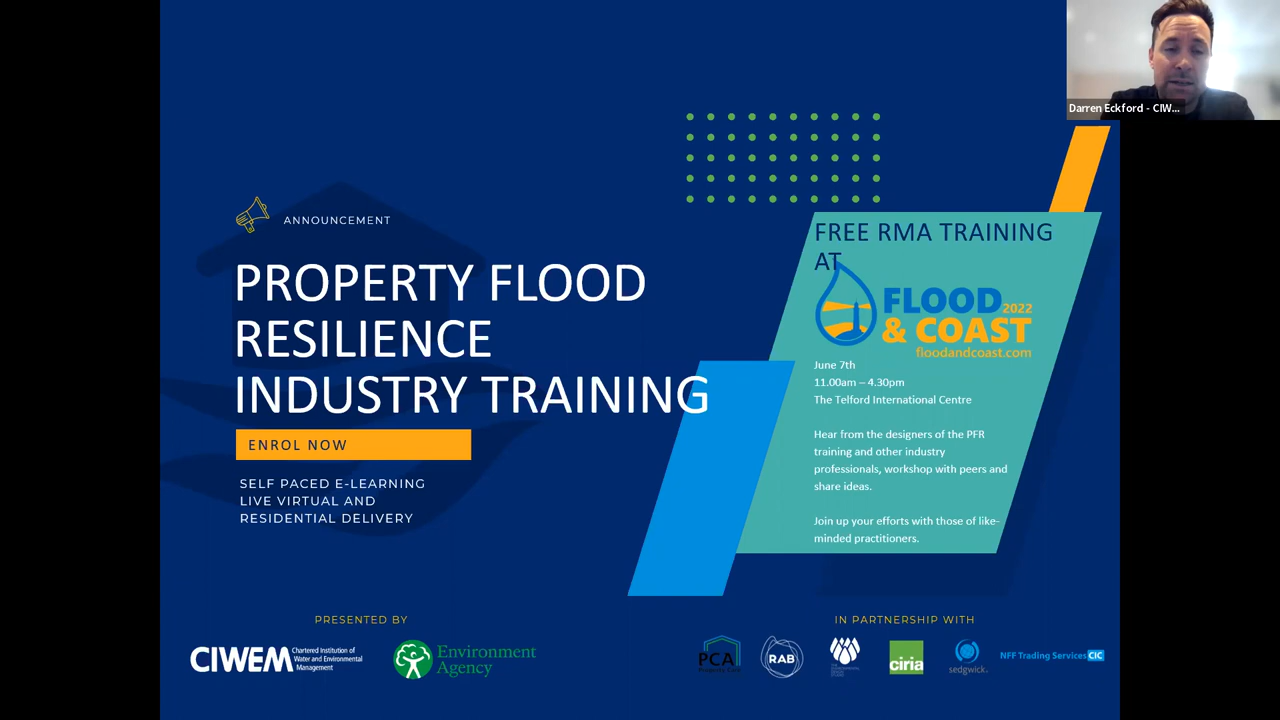 Darren Eckford - CIW...
ANNOUNCEMENT
PROPERTY FLOOD
RESILIENCE
INDUSTRY TRAINING
ENROL NOW
SELF PACED E-LEARNING
LIVE VIRTUAL AND
RESIDENTIAL DELIVERY
FREE RMA TRAINING
AT
FLOOD 2022
& COAST
floodandcoast.com
June 7th
11.00am – 4.30pm
The Telford International Centre
Hear from the designers of the PFR
training and other industry
professionals, workshop with peers and
share ideas.
Join up your efforts with those of like-
minded practitioners.
PRESENTED BY
CIWEM
Chartered Institution of
Water and Environmental
Management
Environment
Agency
IN PARTNERSHIP WITH
PCA
RAB
ciria
sedgwick
NFF Trading Services CIC